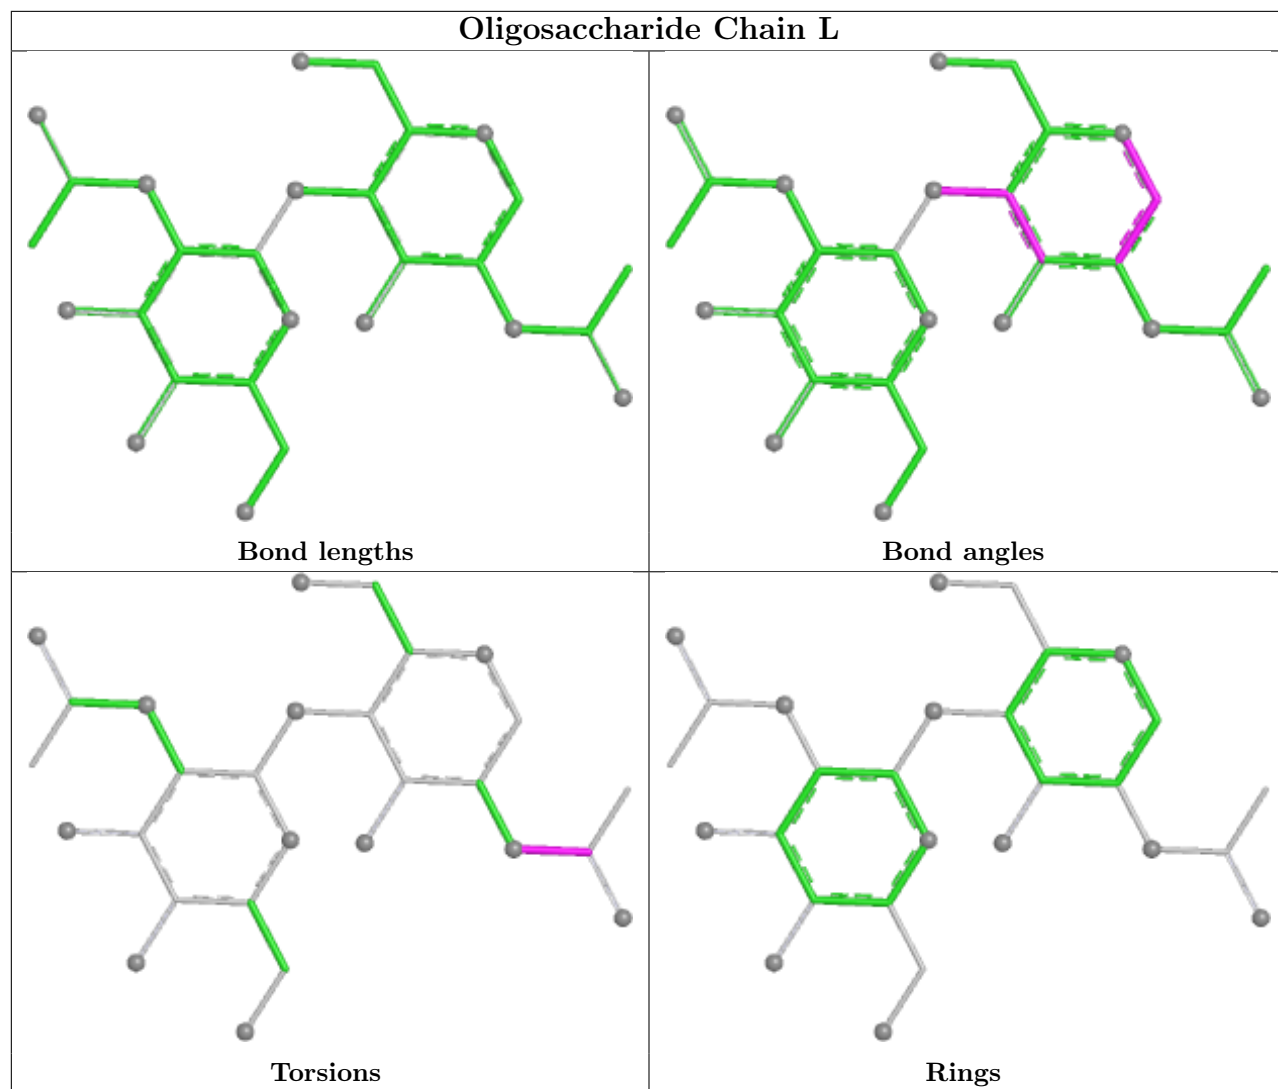 Oligosaccharide Chain L
Bond lengths
Bond angles
Torsions
Rings